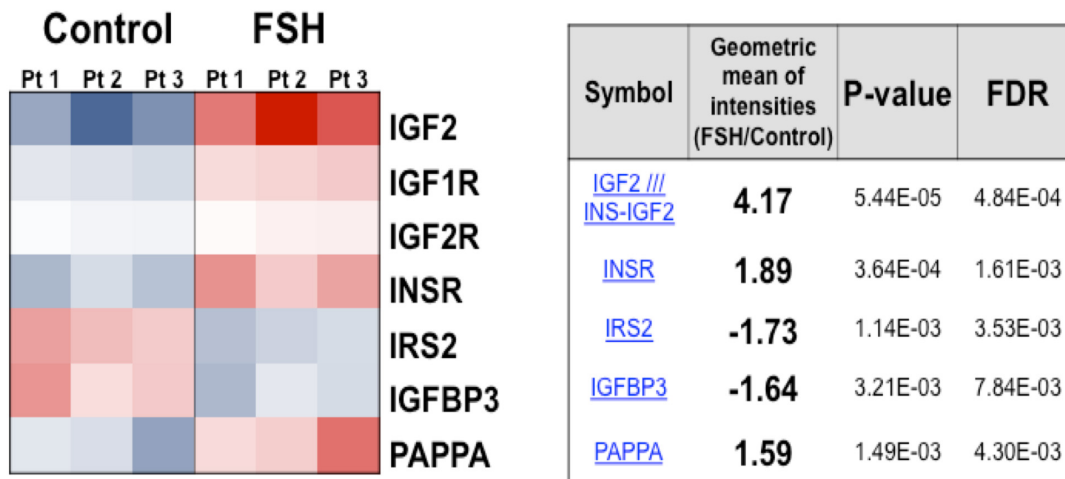 Control FSH
Pt 1 Pt 2 Pt 3 Pt 1 Pt 2 Pt 3
IGF2
IGF1R
IGF2R
INSR
IRS2
IGFBP3
PAPPA
Symbol Geometric mean of intensities (FSH/Control) P-value FDR
IGF2 /// INS-IGF2 4.17 5.44E-05 4.84E-04
INSR 1.89 3.64E-04 1.61E-03
IRS2 -1.73 1.14E-03 3.53E-03
IGFBP3 -1.64 3.21E-03 7.84E-03
PAPPA 1.59 1.49E-03 4.30E-03